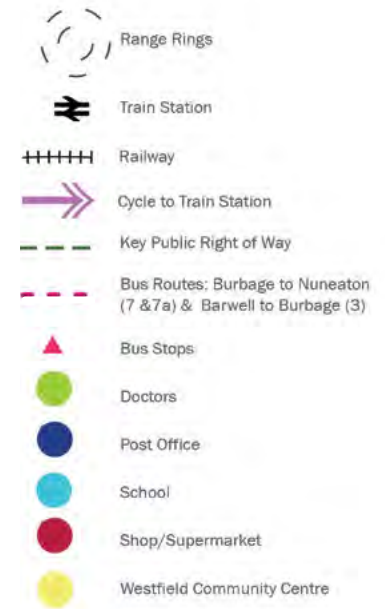 Range Rings
Train Station
Railway
Cycle to Train Station
Key Public Right of Way
Bus Routes: Burbage to Nuneaton
(7 &7a) & Barwell to Burbage (3)
Bus Stops
Doctors
Post Office
School
Shop/Supermarket
Westfield Community Centre